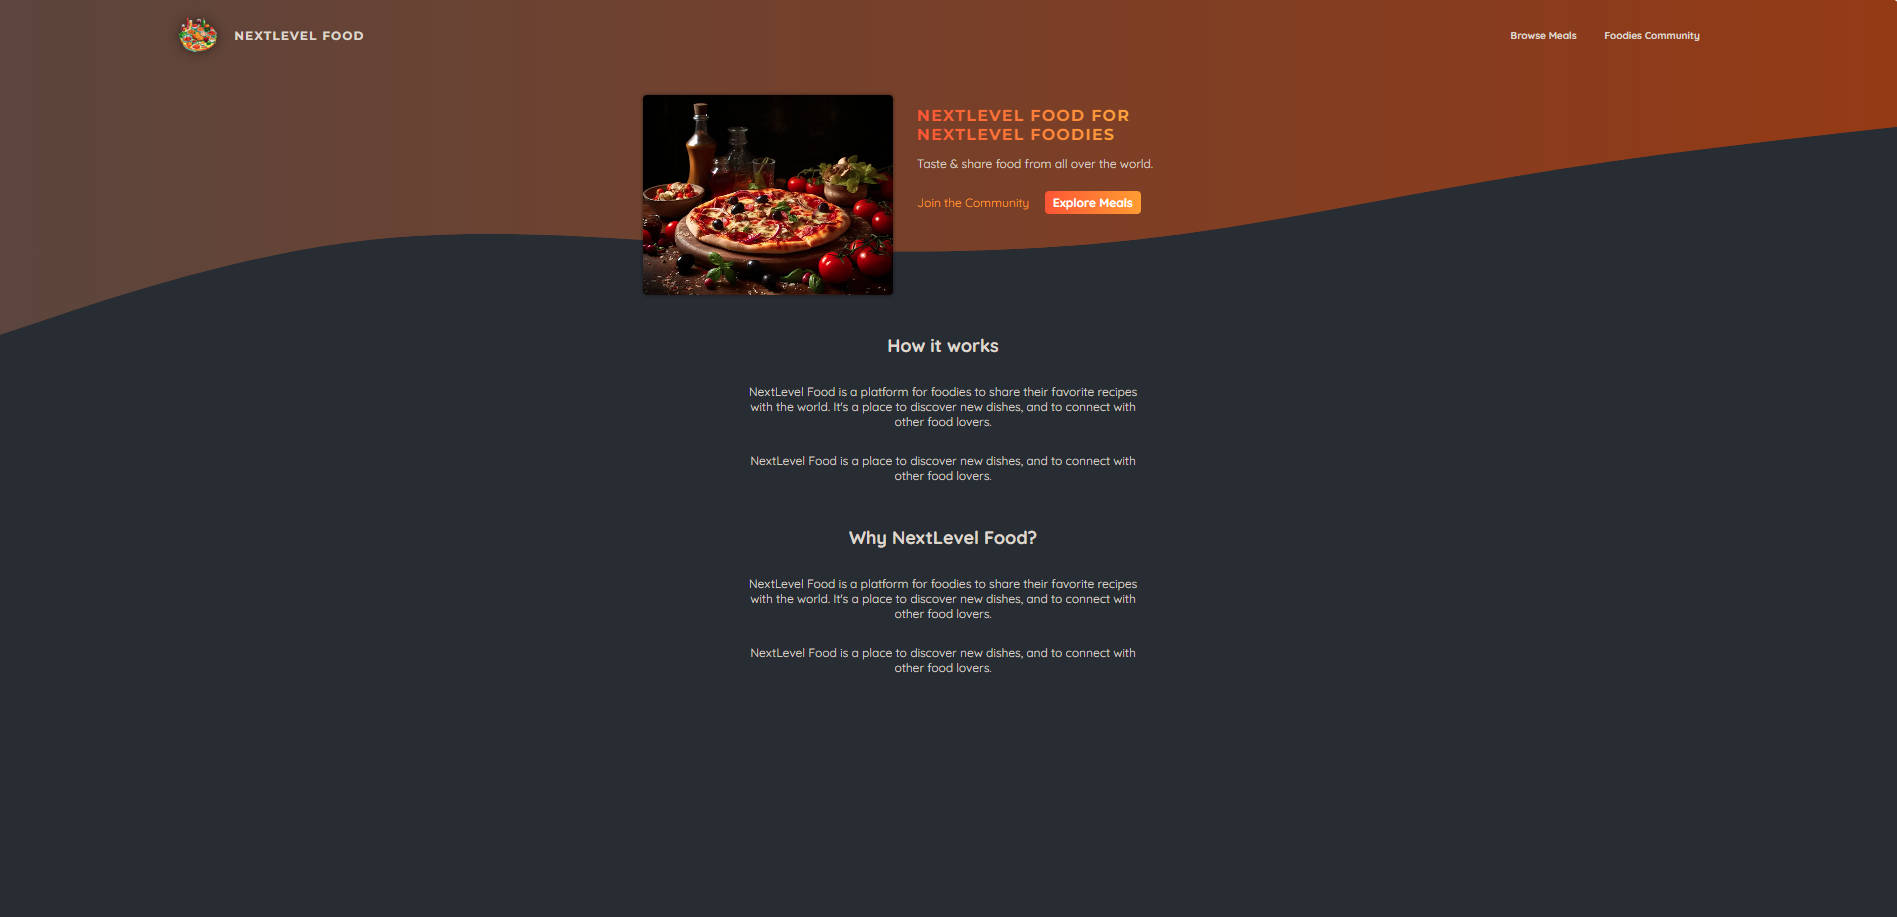 NEXTLEVEL FOOD
Browse Meals
Foodies Community
NEXTLEVEL FOOD FOR
NEXTLEVEL FOODIES
Taste & share food from all over the world.
Join the Community
Explore Meals
How it works
NextLevel Food is a platform for foodies to share their favorite recipes
with the world. It's a place to discover new dishes, and to connect with
other food lovers.
NextLevel Food is a place to discover new dishes, and to connect with
other food lovers.
Why NextLevel Food?
NextLevel Food is a platform for foodies to share their favorite recipes
with the world. It's a place to discover new dishes, and to connect with
other food lovers.
NextLevel Food is a place to discover new dishes, and to connect with
other food lovers.